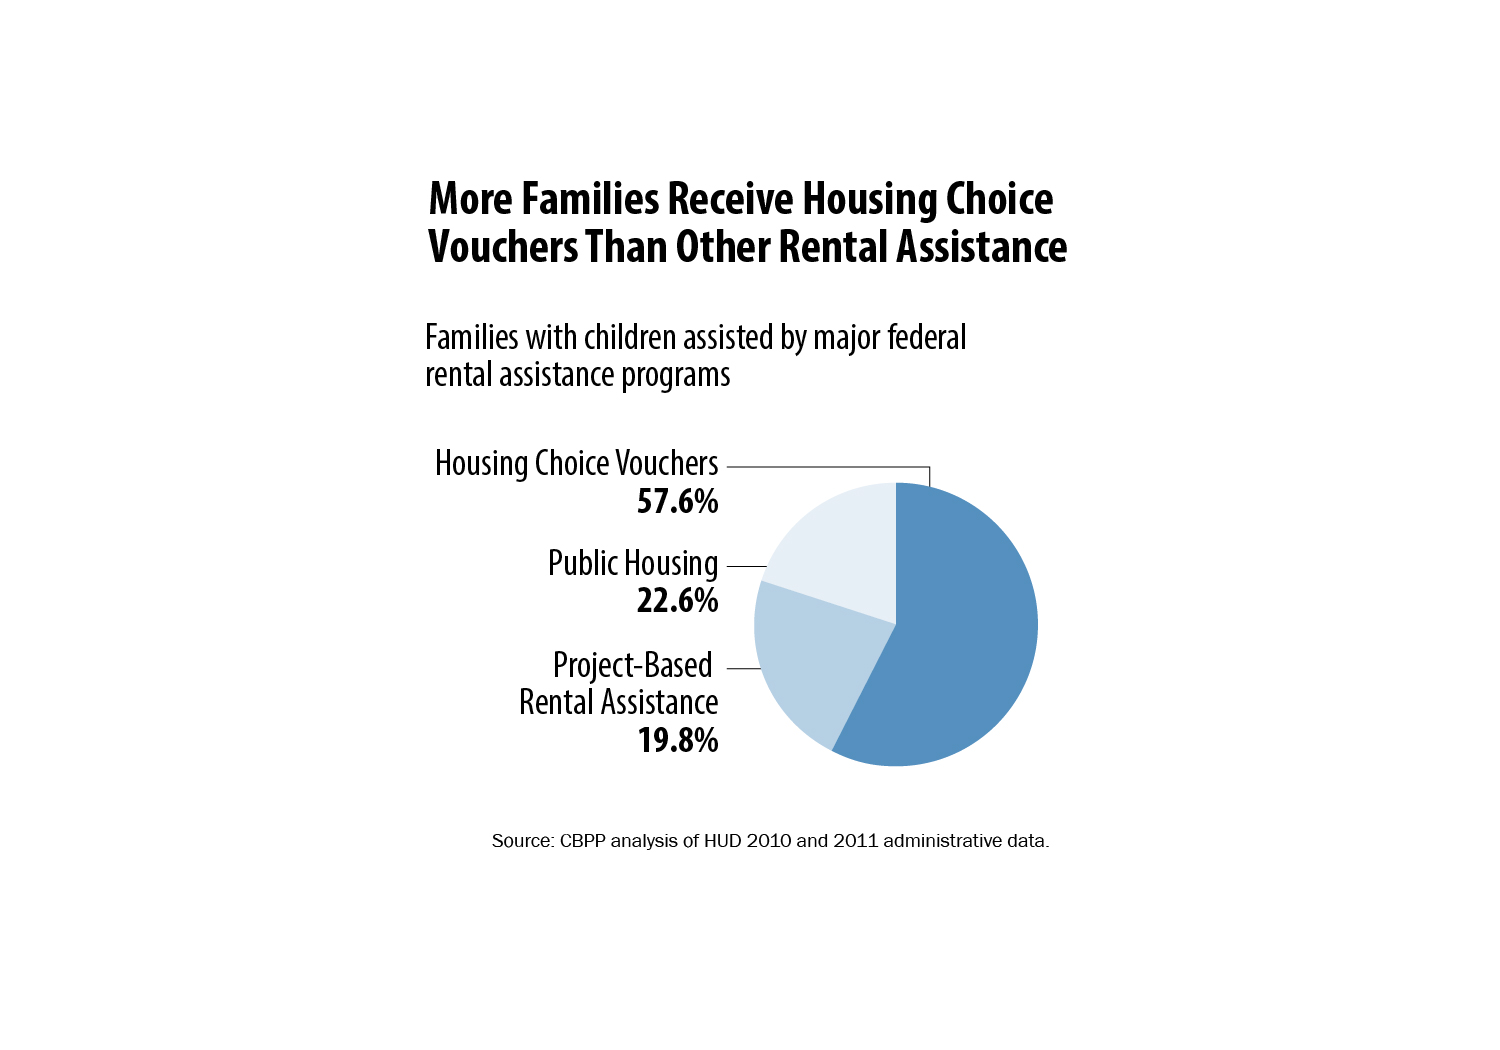 More Families Receive Housing Choice
Vouchers Than Other Rental Assistance
Families with children assisted by major federal
rental assistance programs
Housing Choice Vouchers
57.6%
Public Housing
22.6%
Project-Based
Rental Assistance
19.8%
Source: CBPP analysis of HUD 2010 and 2011 administrative data.